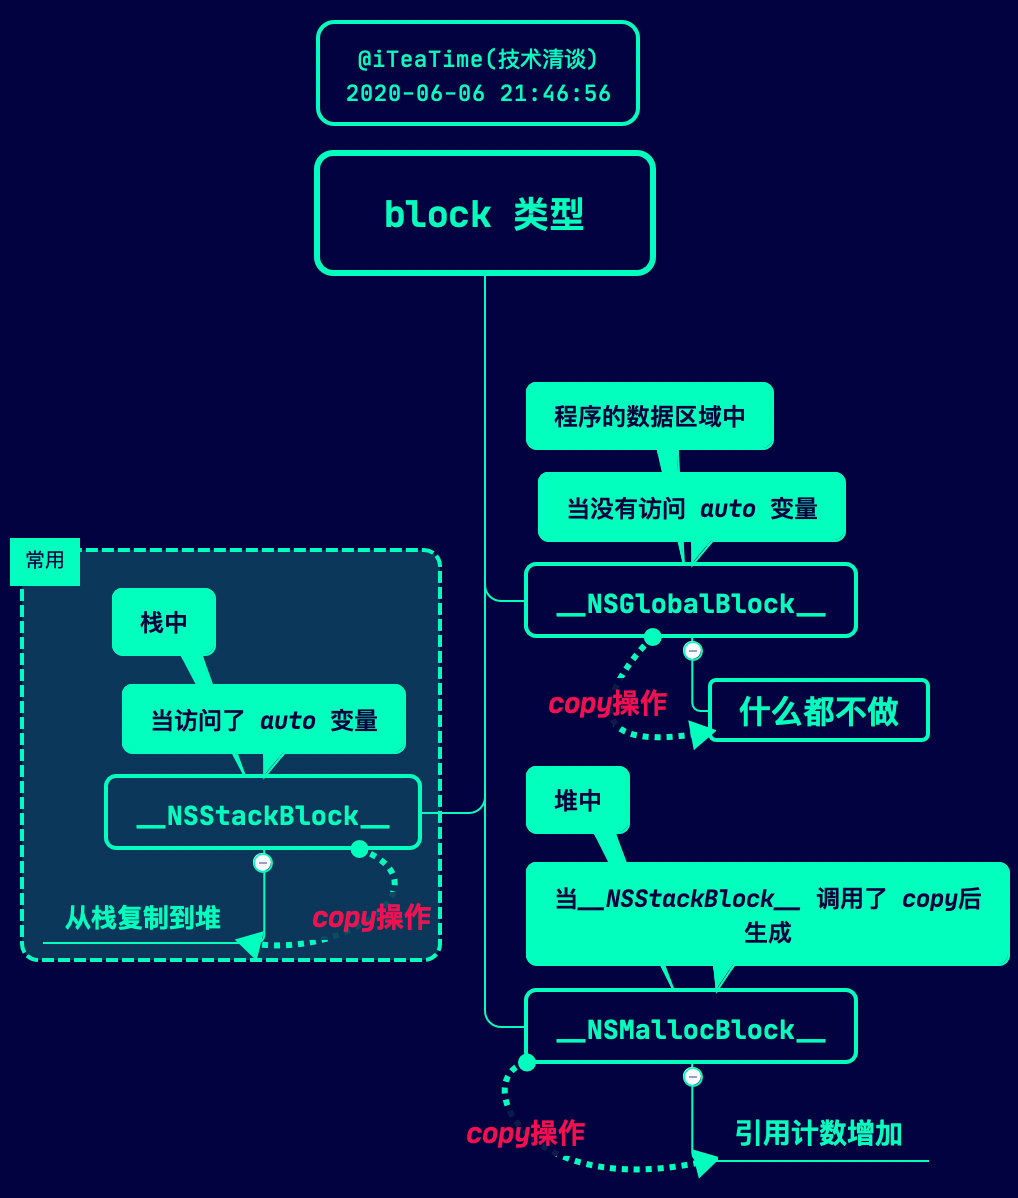 @iTeaTime(技术清谈)
2020-06-06 21:46:56
block 类型
程序的数据区域中
当没有访问 auto 变量
__NSGlobalBlock__
copy操作
什么都不做
常用
栈中
当访问了 auto 变量
__NSStackBlock__
从栈复制到堆
copy操作
堆中
当__NSStackBlock__ 调用了 copy后
生成
__NSMallocBlock__
copy操作
引用计数增加